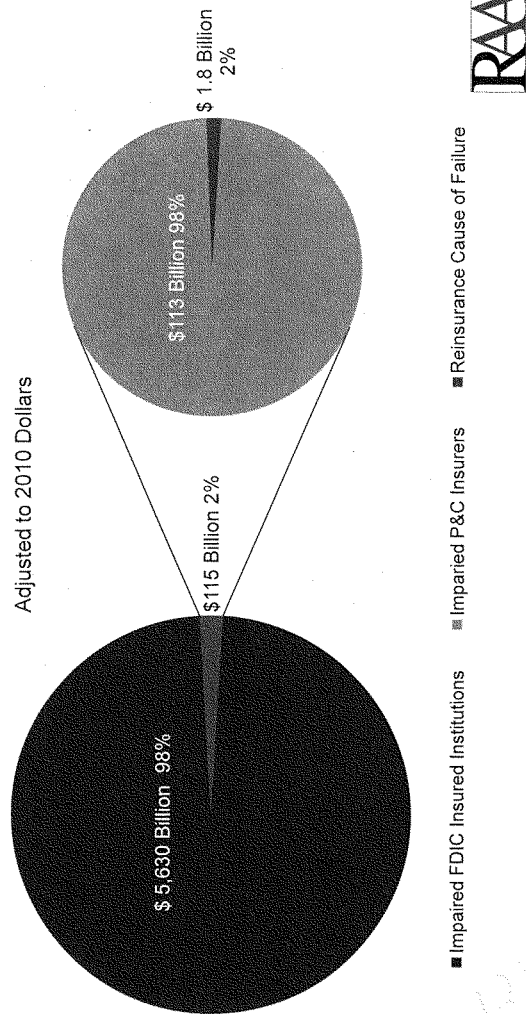 Adjusted to 2010 Dollars
$ 5,630 Billion 98%
$115 Billion 2%
$113 Billion 98%
$ 1.8 Billion
2%
Impaired FDIC Insured Institutions
Imparied P&C Insurers
Reinsurance Cause of Failure
RAA